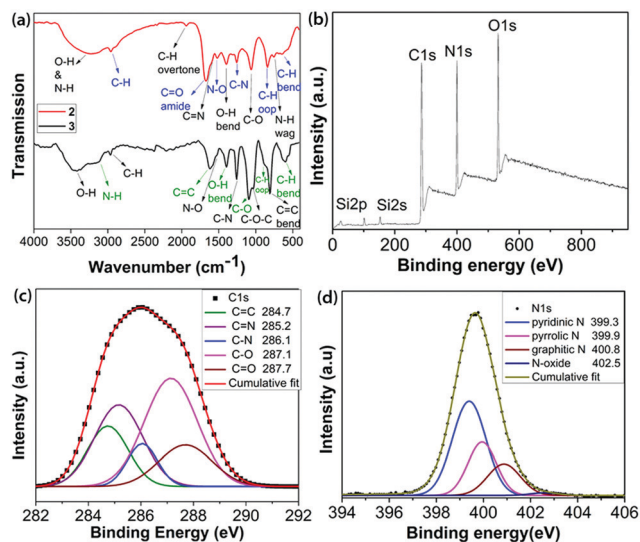 (a)
Transmission
O-H
&
N-H
C-H
C-H
overtone
C=O
amide
C=N
N-O
O-H
bend
C-N
C-O
C-H
oop
N-H
wag
C-H
bend
2
3
O-H
N-H
C-H
C=C
N-O
O-H
bend
C-N
C-O
C-O-C
C-H
oop
C=C
bend
C-H
bend
4000 3500 3000 2500 2000 1500 1000 500
Wavenumber (cm⁻¹)
(b)
Intensity (a.u.)
Si2p
Si2s
C1s
N1s
O1s
0 200 400 600 800
Binding energy (eV)
(c)
Intensity (a.u.)
C1s
C=C 284.7
C=N 285.2
C-N 286.1
C-O 287.1
C=O 287.7
Cumulative fit
282 284 286 288 290 292
Binding Energy (eV)
(d)
Intensity (a.u)
N1s
pyridinic N 399.3
pyrrolic N 399.9
graphitic N 400.8
N-oxide 402.5
Cumulative fit
394 396 398 400 402 404 406
Binding energy(eV)